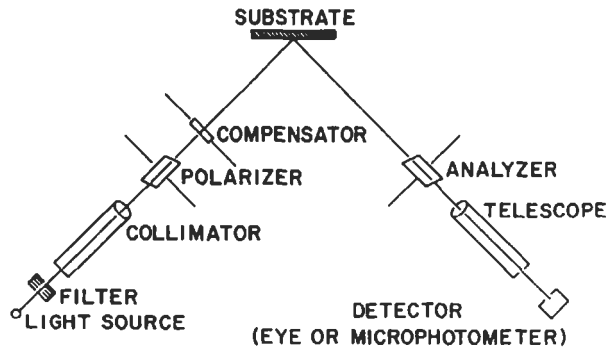 SUBSTRATE
COMPENSATOR
POLARIZER
ANALYZER
TELESCOPE
COLLIMATOR
FILTER
LIGHT SOURCE
DETECTOR
(EYE OR MICROPHOTOMETER)